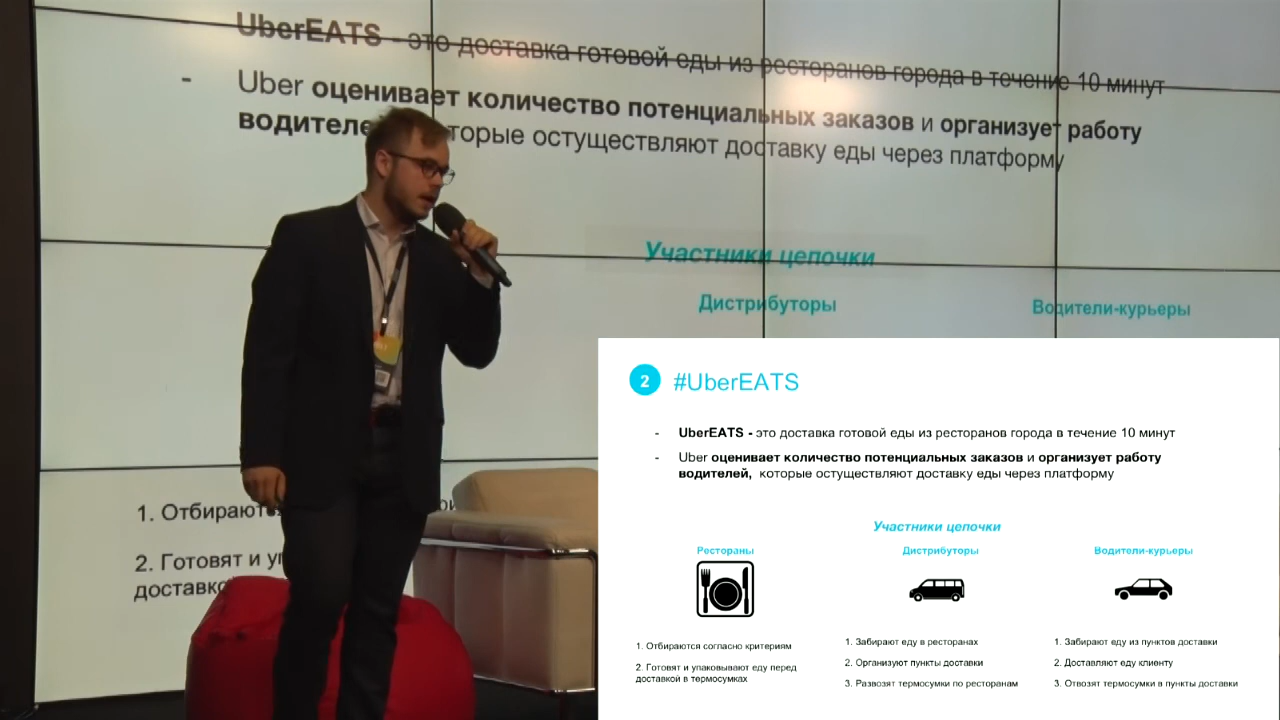 UberEATS - это доставка готовой еды из ресторанов города в течение 10 минут
- Uber оценивает количество потенциальных заказов и организует работу
водителе торые осуществляют доставку еды через платформу
Участники цепочки
Дистрибуторы Водители-курьеры
1. Отбирают
2. Готовят и уп
доставко
2 #UberEATS
- UberEATS - это доставка готовой еды из ресторанов города в течение 10 минут
- Uber оценивает количество потенциальных заказов и организует работу
водителей, которые остуществляют доставку еды через платформу
Участники цепочки
Рестораны Дистрибуторы Водители-курьеры
1. Отбираются согласно критериям
2. Готовят и упаковывают еду перед
доставкой в термосумках
1. Забирают еду в ресторанах
2. Организуют пункты доставки
3. Развозят термосумки по ресторанам
1. Забирают еду из пунктов доставки
2. Доставляют еду клиенту
3. Отвозят термосумки в пункты доставки